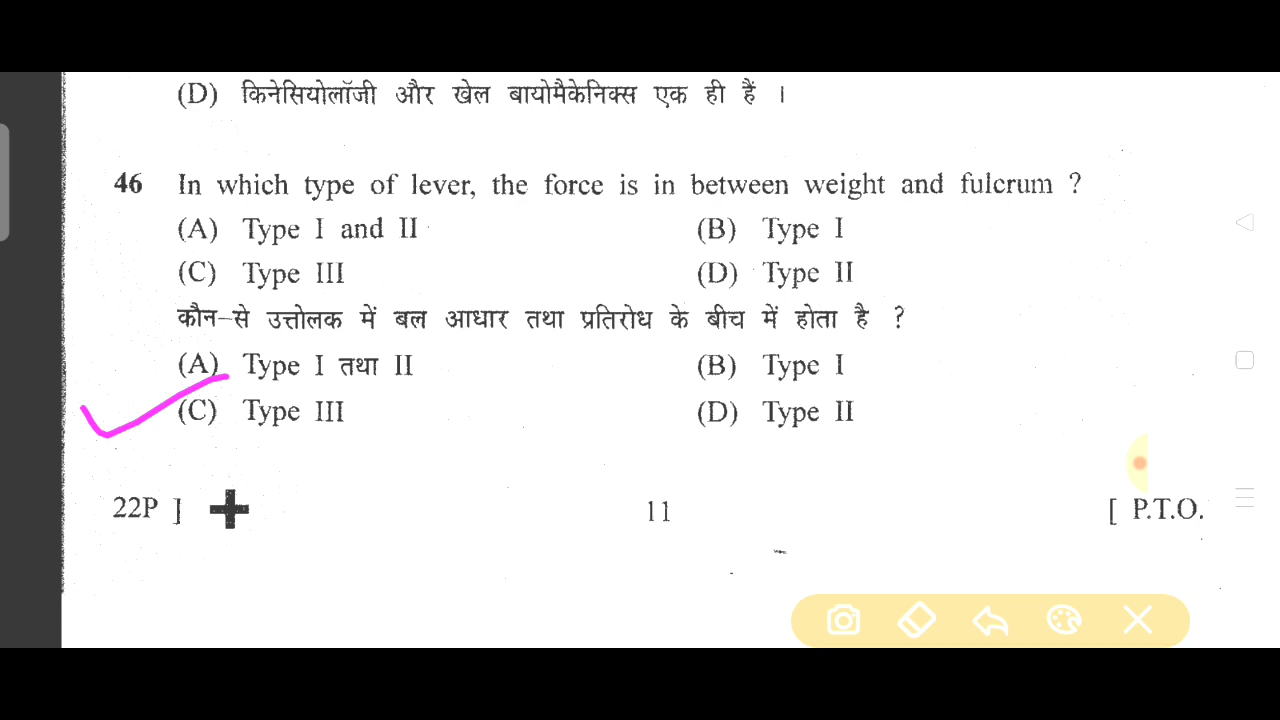 (D) किनेसियोलॉजी और खेल बायोमैकेनिक्स एक ही हैं ।
46 In which type of lever, the force is in between weight and fulcrum ?
(A) Type I and II (B) Type I
(C) Type III (D) Type II
कौन-से उत्तोलक में बल आधार तथा प्रतिरोध के बीच में होता है ?
(A) Type I तथा II (B) Type I
(C) Type III (D) Type II
22P ] 11 [ P.T.O.